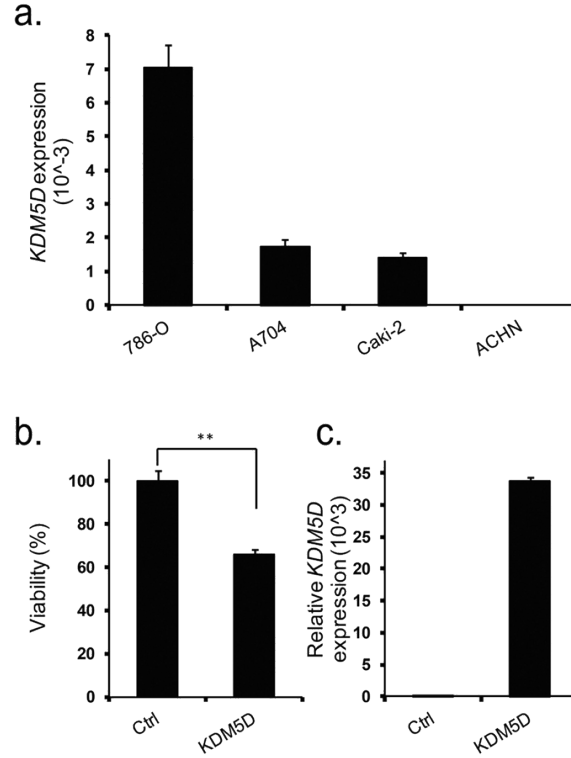 a.
KDM5D expression
(10^-3)
8
7
6
5
4
3
2
1
0
786-O
A704
Caki-2
ACHN
b.
**
Viability (%)
100
80
60
40
20
0
Ctrl
KDM5D
c.
Relative KDM5D
expression (10^3)
35
30
25
20
15
10
5
0
Ctrl
KDM5D